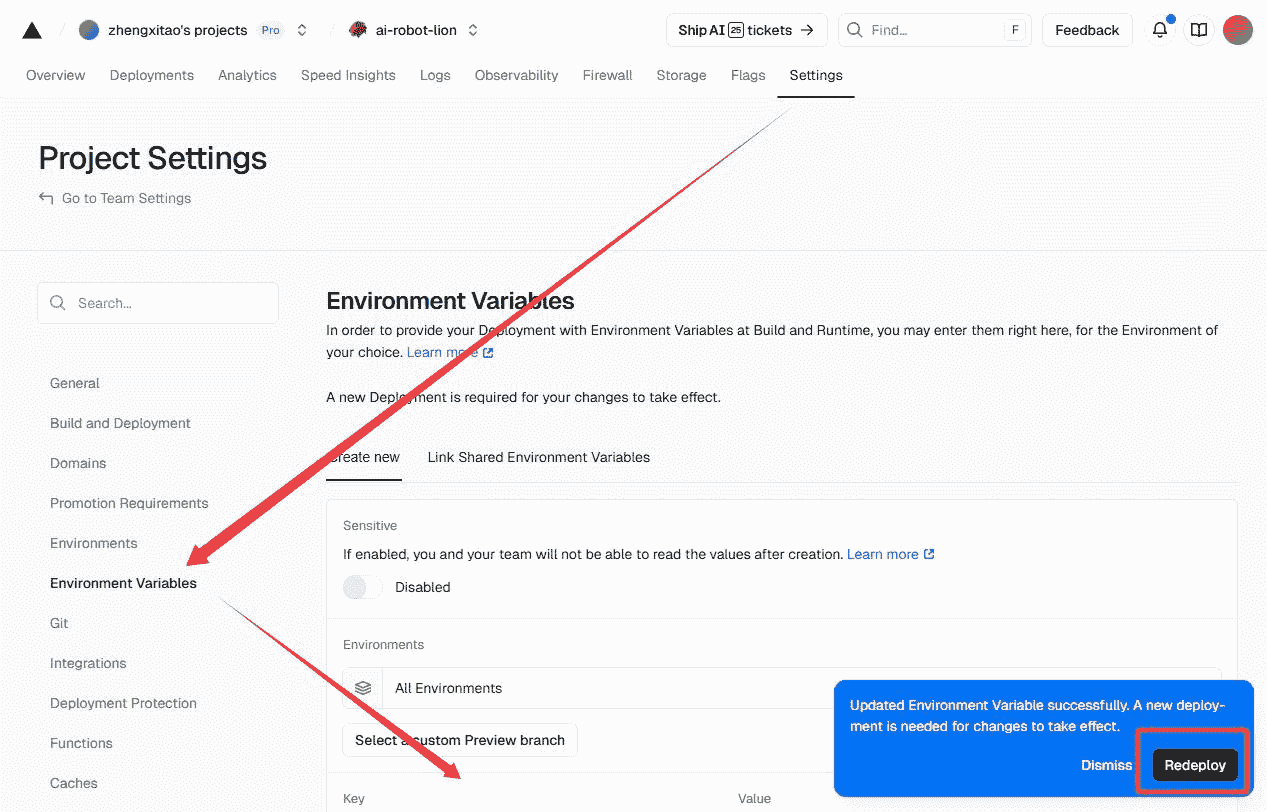 zhengxitao's projects Pro
ai-robot-lion
Ship AI 25 tickets →
Find... F
Feedback
Overview Deployments Analytics Speed Insights Logs Observability Firewall Storage Flags Settings
Project Settings
Go to Team Settings
Search...
General
Build and Deployment
Domains
Promotion Requirements
Environments
Environment Variables
Git
Integrations
Deployment Protection
Functions
Caches
Environment Variables
In order to provide your Deployment with Environment Variables at Build and Runtime, you may enter them right here, for the Environment of
your choice. Learn more
A new Deployment is required for your changes to take effect.
Create new Link Shared Environment Variables
Sensitive
If enabled, you and your team will not be able to read the values after creation. Learn more
Disabled
Environments
All Environments
Select a custom Preview branch
Key Value
Updated Environment Variable successfully. A new deploy-
ment is needed for changes to take effect.
Dismiss Redeploy